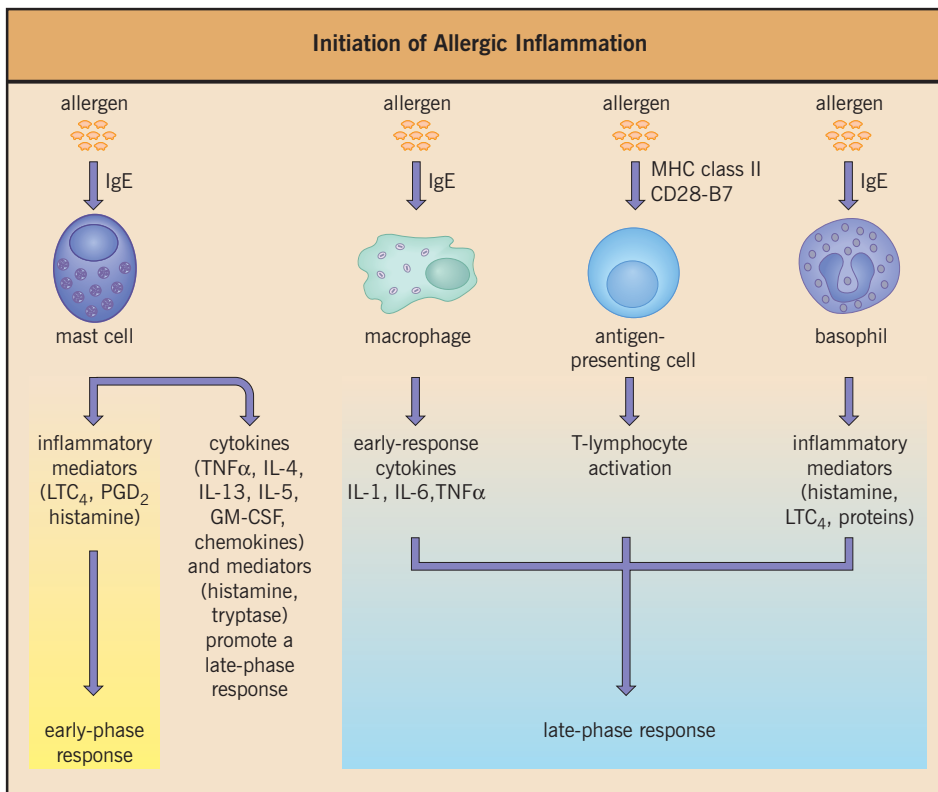 Initiation of Allergic Inflammation
allergen
IgE
mast cell
inflammatory
mediators
(LTC₄, PGD₂
histamine)
early-phase
response
cytokines
(TNFα, IL-4,
IL-13, IL-5,
GM-CSF,
chemokines)
and mediators
(histamine,
tryptase)
promote a
late-phase
response
allergen
IgE
macrophage
early-response
cytokines
IL-1, IL-6,TNFα
allergen
MHC class II
CD28-B7
antigen-
presenting cell
T-lymphocyte
activation
allergen
IgE
basophil
inflammatory
mediators
(histamine,
LTC₄, proteins)
late-phase response